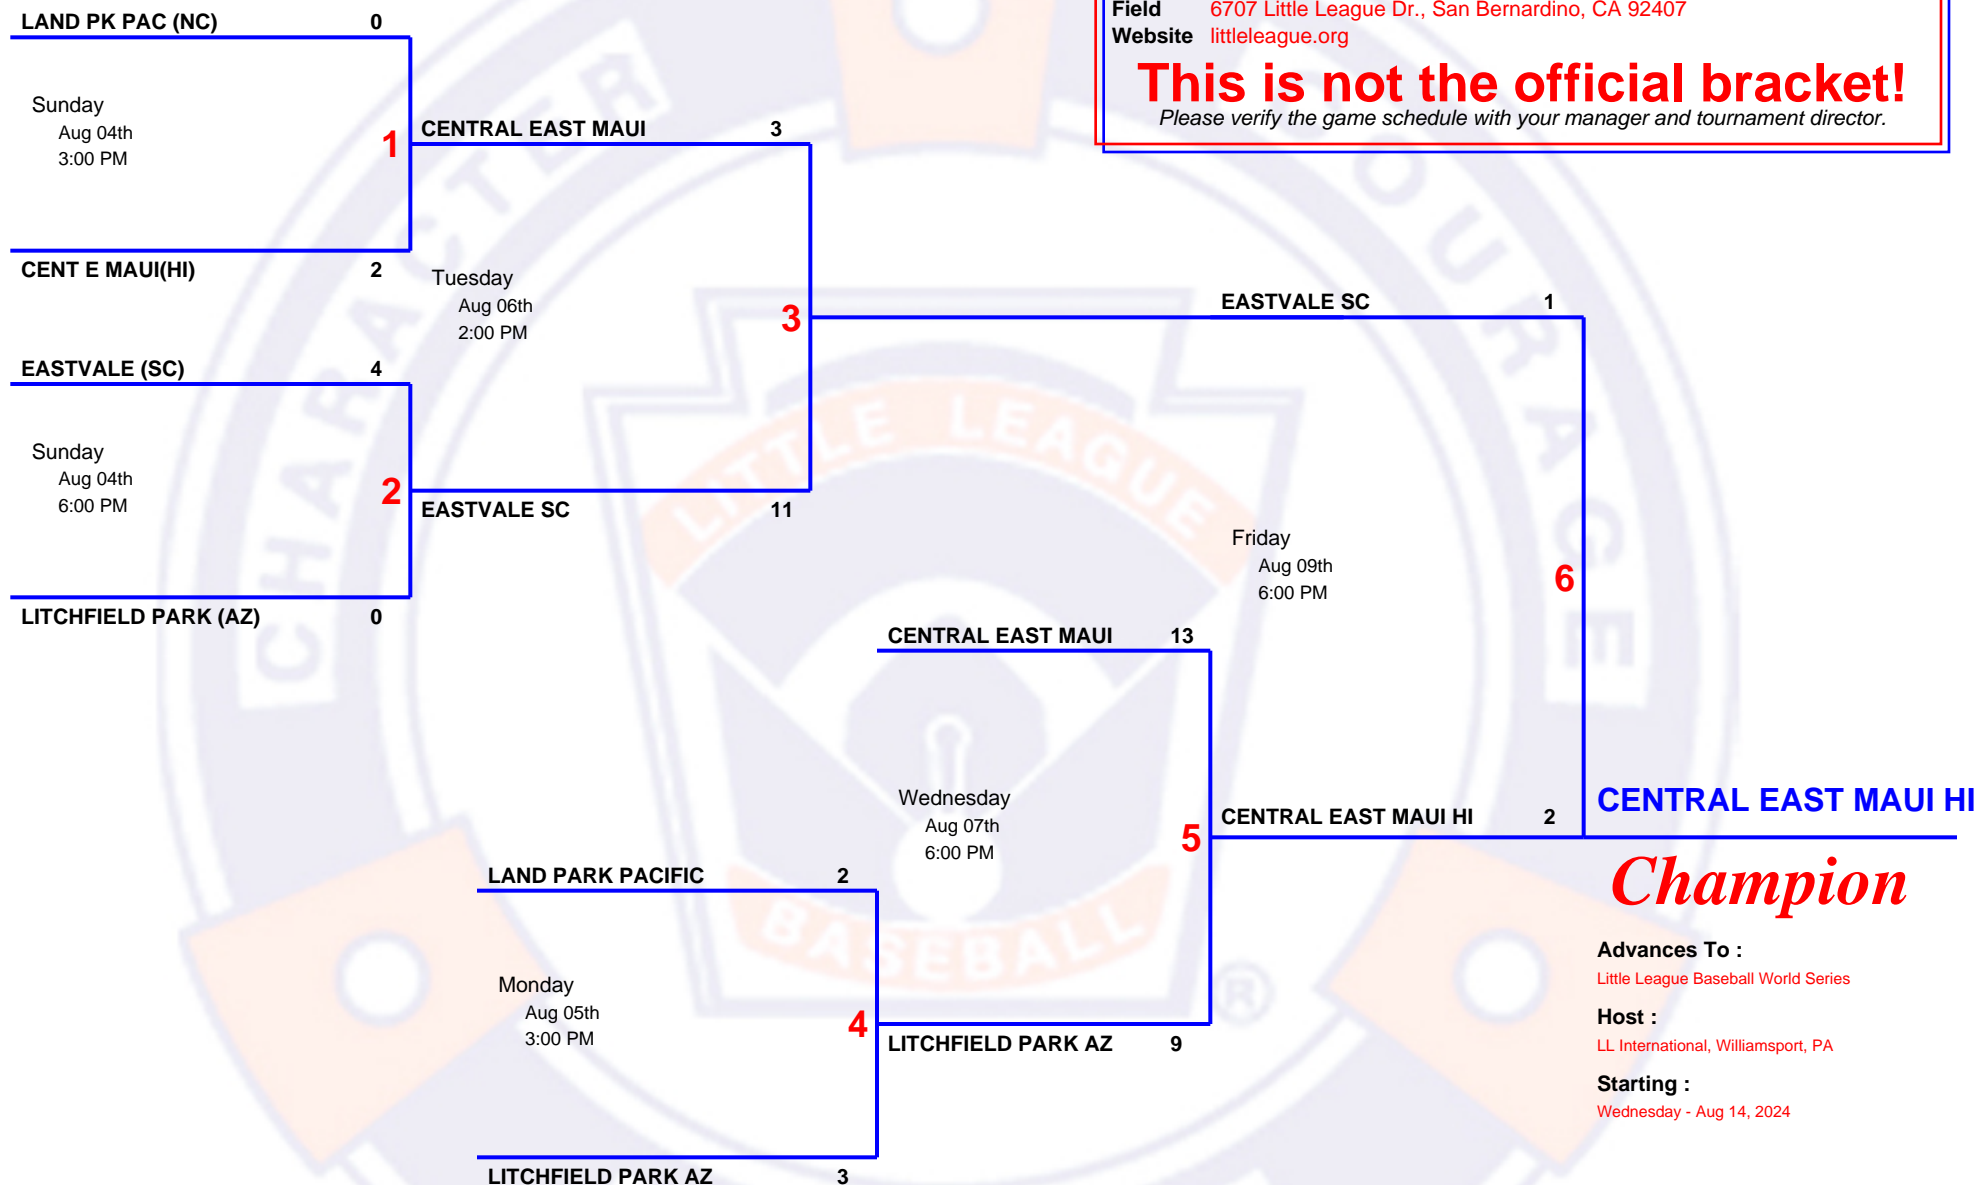 LAND PK PAC (NC) 0
Field 6707 Little League Dr., San Bernardino, CA 92407
Website littleleague.org
This is not the official bracket!
Please verify the game schedule with your manager and tournament director.
Sunday
Aug 04th
3:00 PM
1
CENTRAL EAST MAUI 3
CENT E MAUI(HI) 2
Tuesday
Aug 06th
2:00 PM
3
EASTVALE SC 1
EASTVALE (SC) 4
Sunday
Aug 04th
6:00 PM
2
EASTVALE SC 11
LITCHFIELD PARK (AZ) 0
Friday
Aug 09th
6:00 PM
6
CENTRAL EAST MAUI 13
Wednesday
Aug 07th
6:00 PM
5
CENTRAL EAST MAUI HI 2
CENTRAL EAST MAUI HI
Champion
LAND PARK PACIFIC 2
Monday
Aug 05th
3:00 PM
4
LITCHFIELD PARK AZ 9
LITCHFIELD PARK AZ 3
Advances To :
Little League Baseball World Series
Host :
LL International, Williamsport, PA
Starting :
Wednesday - Aug 14, 2024
CHARACTER
COURAGE
LITTLE LEAGUE
BASEBALL
®